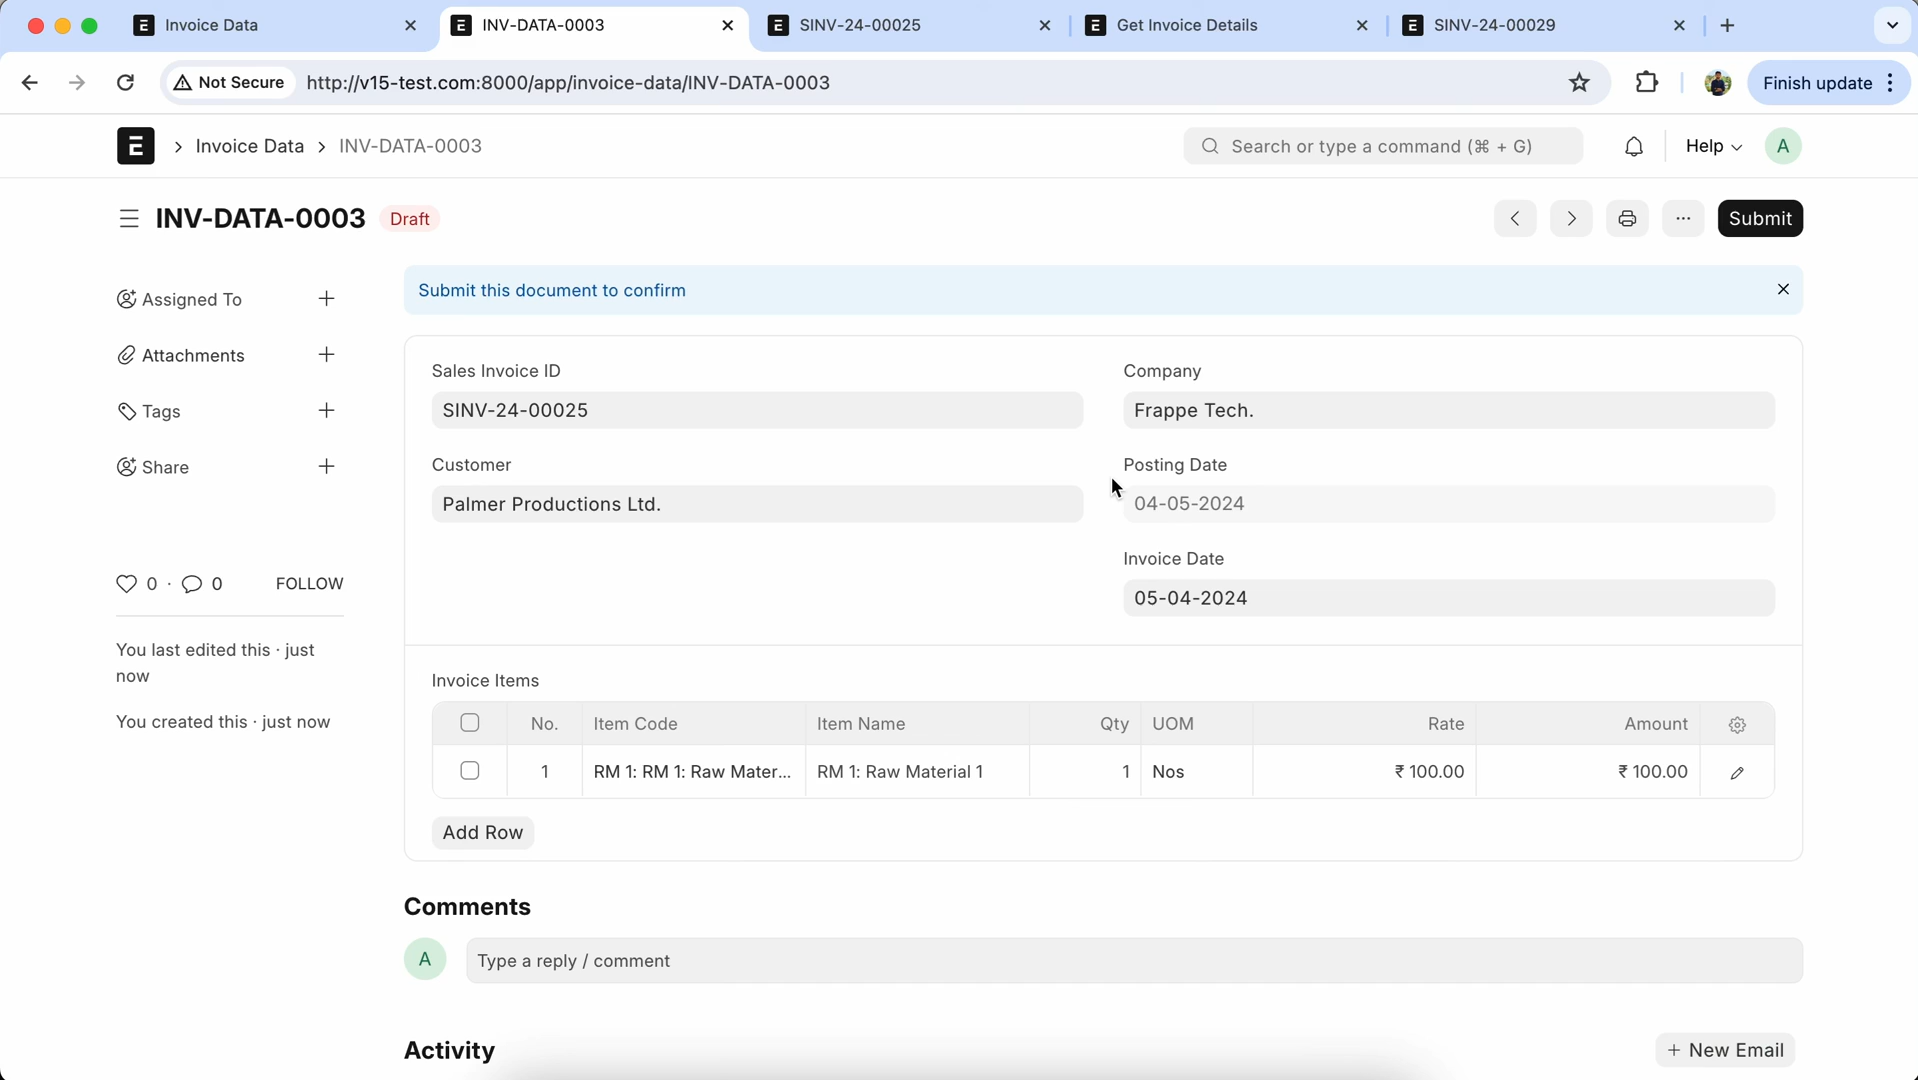 Invoice Data
INV-DATA-0003
SINV-24-00025
Get Invoice Details
SINV-24-00029
Not Secure
http://v15-test.com:8000/app/invoice-data/INV-DATA-0003
Finish update
E
Invoice Data
INV-DATA-0003
Search or type a command (⌘ + G)
Help
A
INV-DATA-0003
Draft
Submit
Assigned To
Attachments
Tags
Share
0 · 0
FOLLOW
You last edited this · just
now
You created this · just now
Submit this document to confirm
Sales Invoice ID
SINV-24-00025
Customer
Palmer Productions Ltd.
Company
Frappe Tech.
Posting Date
04-05-2024
Invoice Date
05-04-2024
Invoice Items
No. Item Code Item Name Qty UOM Rate Amount
1 RM 1: RM 1: Raw Mater... RM 1: Raw Material 1 1 Nos ₹ 100.00 ₹ 100.00
Add Row
Comments
A
Type a reply / comment
Activity
+ New Email